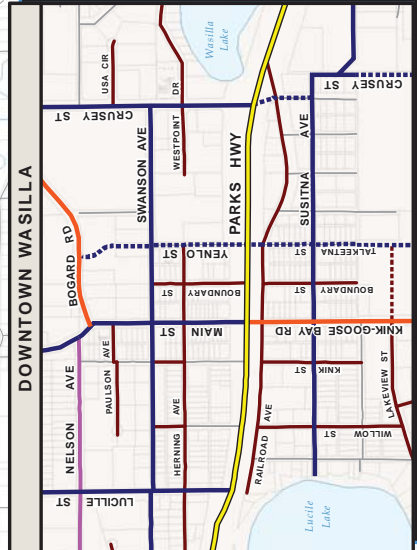 DOWNTOWN WASILLA
Wasilla
Lake
USA CIR
CRUSEY ST
CRUSEY ST
WESTPOINT DR
SWANSON AVE
PARKS HWY
SUSITNA AVE
YENLO ST
TALKEETNA ST
BOGARD RD
BOUNDARY ST
BOUNDARY ST
MAIN ST
KNIK-GOOSE BAY RD
PAULSON AVE
KNIK ST
NELSON AVE
HERNING AVE
RAILROAD AVE
LAKEVIEW ST
WILLOW ST
LUCILLE ST
Lucile
Lake